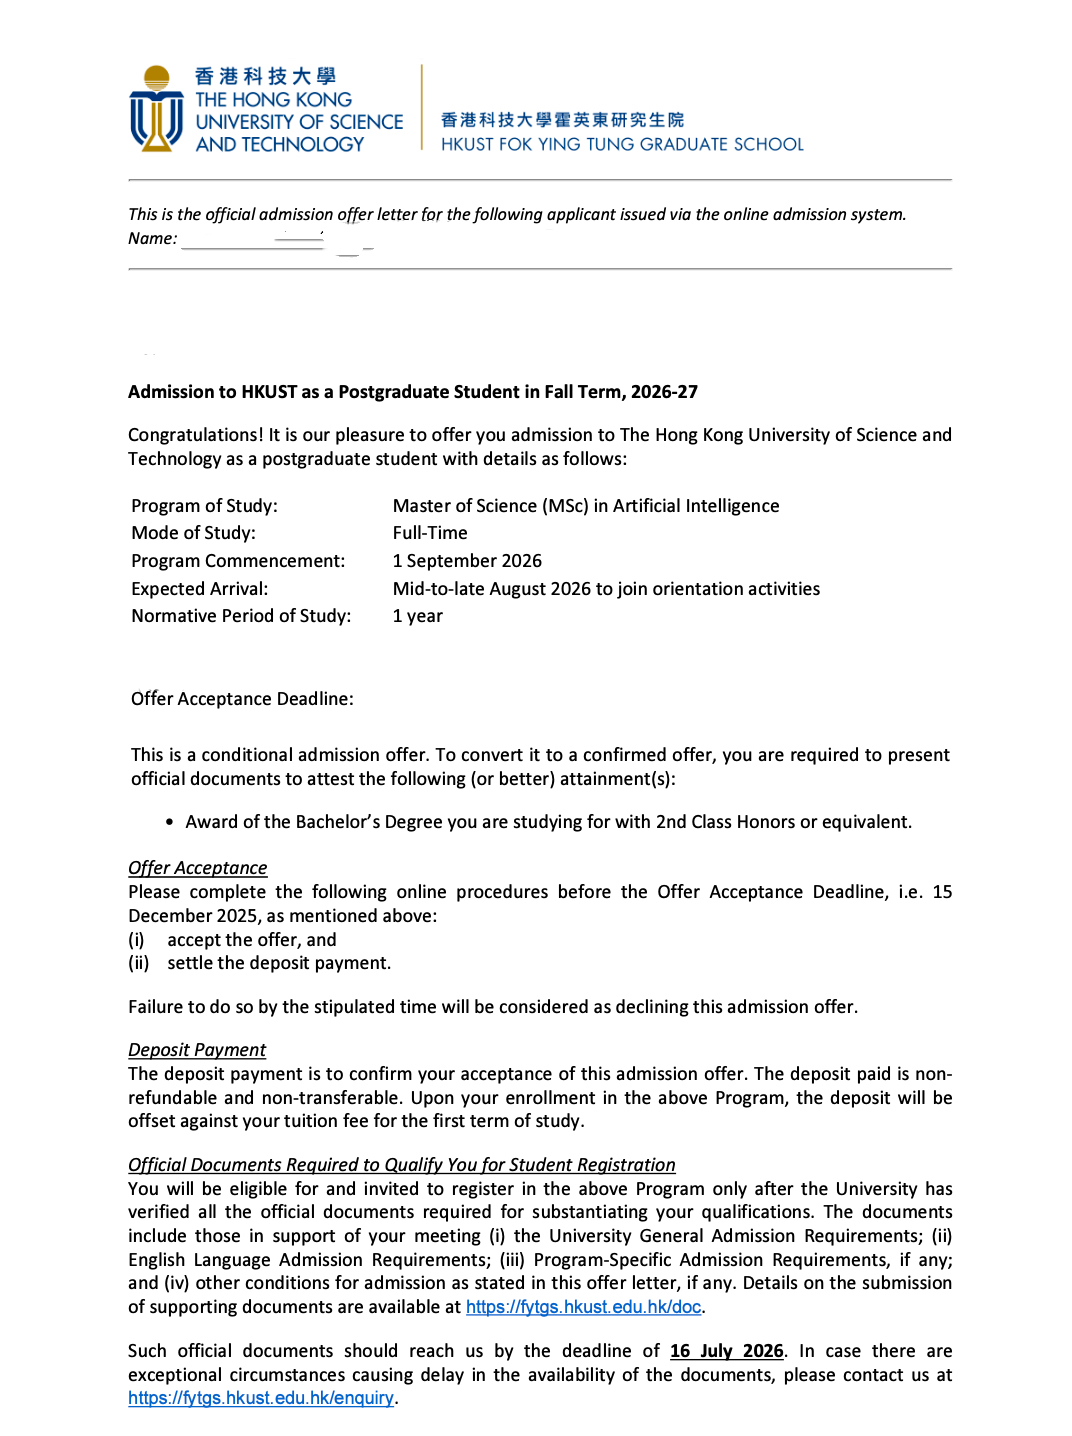 香港科技大學
THE HONG KONG
UNIVERSITY OF SCIENCE
AND TECHNOLOGY
香港科技大學霍英東研究生院
HKUST FOK YING TUNG GRADUATE SCHOOL
This is the official admission offer letter for the following applicant issued via the online admission system.
Name:
Admission to HKUST as a Postgraduate Student in Fall Term, 2026-27
Congratulations! It is our pleasure to offer you admission to The Hong Kong University of Science and
Technology as a postgraduate student with details as follows:
Program of Study: Master of Science (MSc) in Artificial Intelligence
Mode of Study: Full-Time
Program Commencement: 1 September 2026
Expected Arrival: Mid-to-late August 2026 to join orientation activities
Normative Period of Study: 1 year
Offer Acceptance Deadline:
This is a conditional admission offer. To convert it to a confirmed offer, you are required to present
official documents to attest the following (or better) attainment(s):
• Award of the Bachelor's Degree you are studying for with 2nd Class Honors or equivalent.
Offer Acceptance
Please complete the following online procedures before the Offer Acceptance Deadline, i.e. 15
December 2025, as mentioned above:
(i) accept the offer, and
(ii) settle the deposit payment.
Failure to do so by the stipulated time will be considered as declining this admission offer.
Deposit Payment
The deposit payment is to confirm your acceptance of this admission offer. The deposit paid is non-
refundable and non-transferable. Upon your enrollment in the above Program, the deposit will be
offset against your tuition fee for the first term of study.
Official Documents Required to Qualify You for Student Registration
You will be eligible for and invited to register in the above Program only after the University has
verified all the official documents required for substantiating your qualifications. The documents
include those in support of your meeting (i) the University General Admission Requirements; (ii)
English Language Admission Requirements; (iii) Program-Specific Admission Requirements, if any;
and (iv) other conditions for admission as stated in this offer letter, if any. Details on the submission
of supporting documents are available at https://fytgs.hkust.edu.hk/doc.
Such official documents should reach us by the deadline of 16 July 2026. In case there are
exceptional circumstances causing delay in the availability of the documents, please contact us at
https://fytgs.hkust.edu.hk/enquiry.